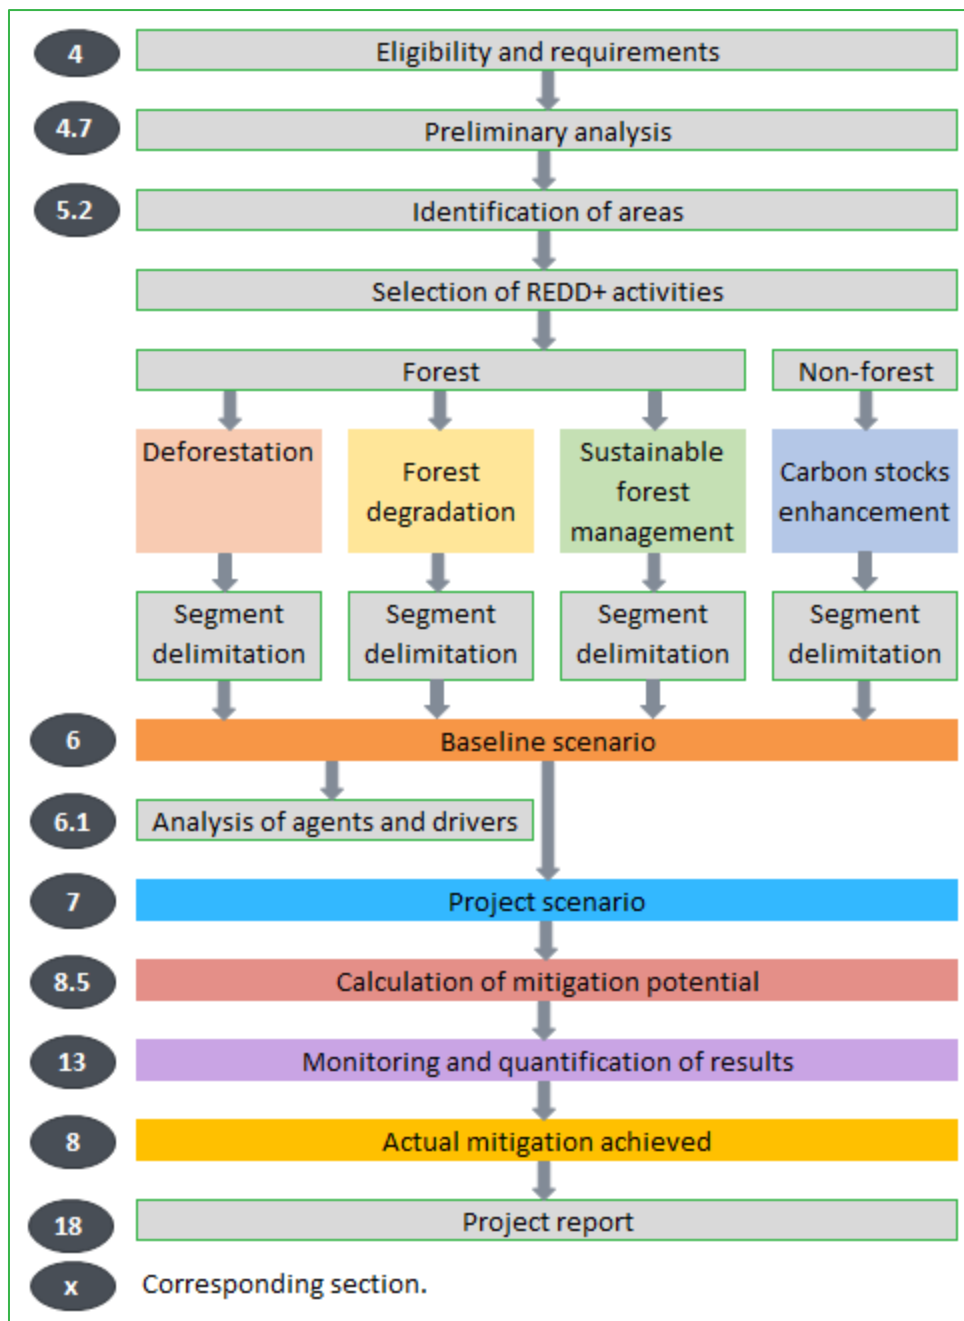 4
Eligibility and requirements
4.7
Preliminary analysis
5.2
Identification of areas
Selection of REDD+ activities
Forest
Non-forest
Deforestation
Forest
degradation
Sustainable
forest
management
Carbon stocks
enhancement
Segment
delimitation
Segment
delimitation
Segment
delimitation
Segment
delimitation
6
Baseline scenario
6.1
Analysis of agents and drivers
7
Project scenario
8.5
Calculation of mitigation potential
13
Monitoring and quantification of results
8
Actual mitigation achieved
18
Project report
x
Corresponding section.